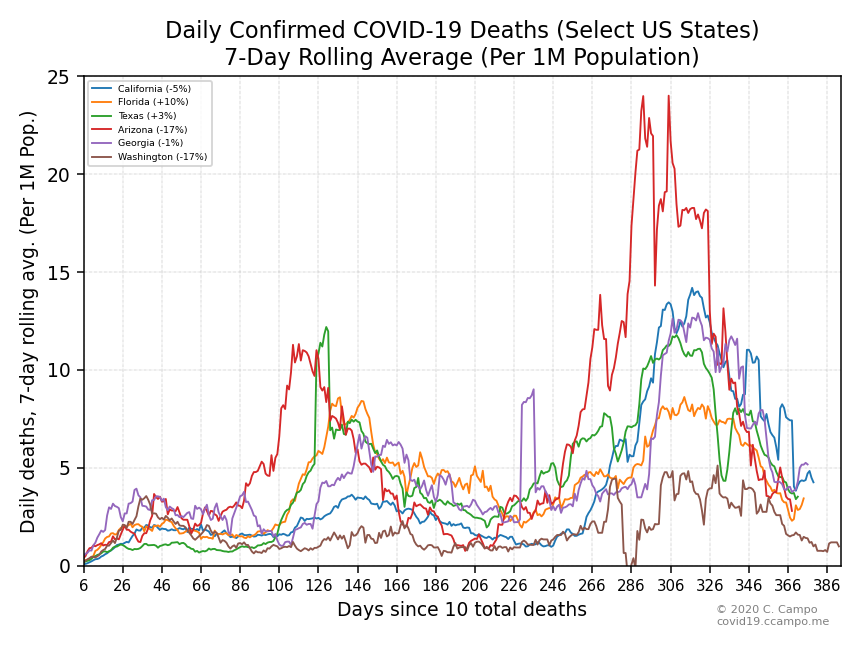 Daily Confirmed COVID-19 Deaths (Select US States)
7-Day Rolling Average (Per 1M Population)
Daily deaths, 7-day rolling avg. (Per 1M Pop.)
25
20
15
10
5
0
California (-5%)
Florida (+10%)
Texas (+3%)
Arizona (-17%)
Georgia (-1%)
Washington (-17%)
6 26 46 66 86 106 126 146 166 186 206 226 246 266 286 306 326 346 366 386
Days since 10 total deaths
© 2020 C. Campo
covid19.ccampo.me